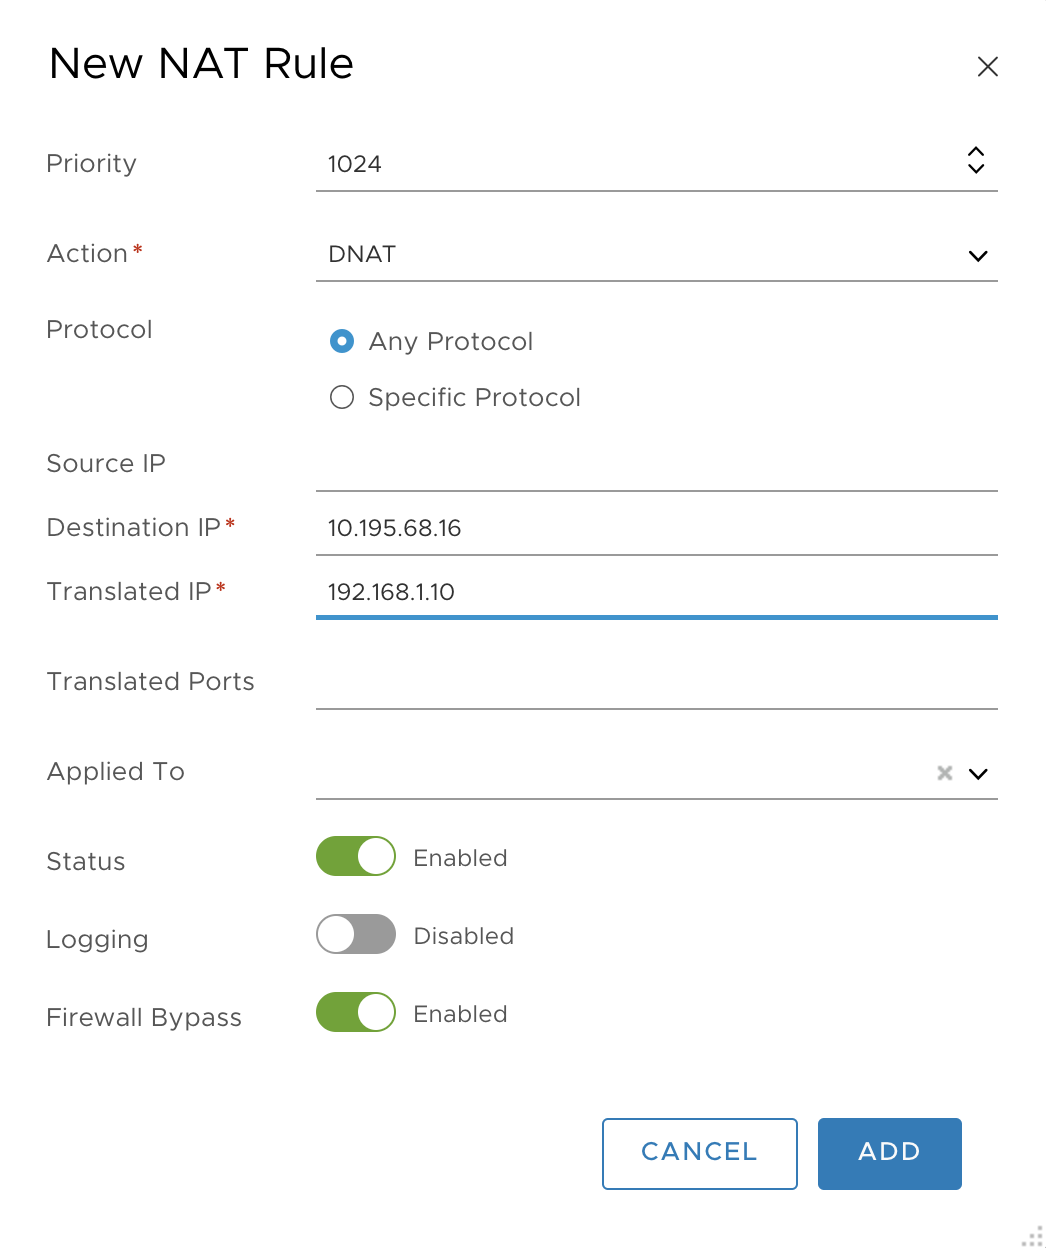 New NAT Rule
Priority 1024
Action* DNAT
Protocol
Any Protocol
Specific Protocol
Source IP
Destination IP* 10.195.68.16
Translated IP* 192.168.1.10
Translated Ports
Applied To
Status Enabled
Logging Disabled
Firewall Bypass Enabled
CANCEL ADD